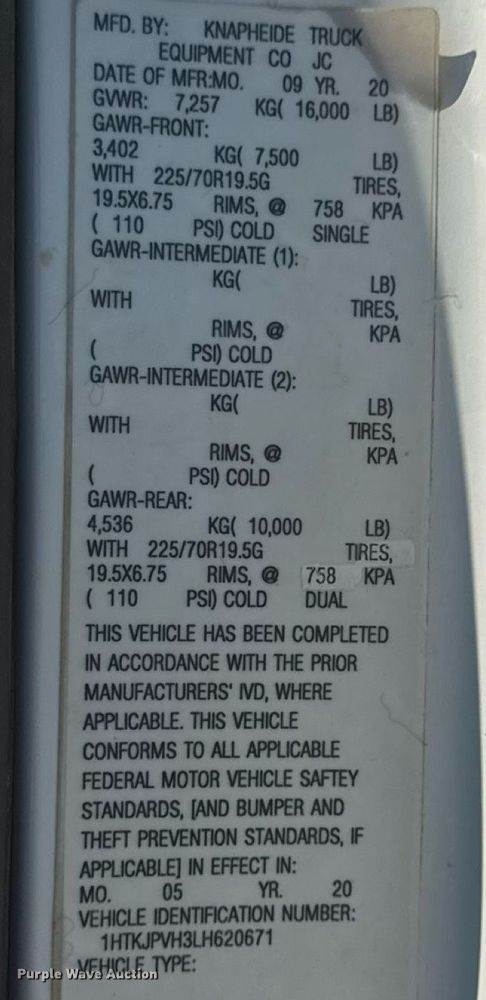 MFD. BY: KNAPHEIDE TRUCK
EQUIPMENT CO JC
DATE OF MFR:MO. 09 YR. 20
GVWR: 7,257 KG( 16,000 LB)
GAWR-FRONT:
3,402 KG( 7,500 LB)
WITH 225/70R19.5G TIRES,
19.5X6.75 RIMS, @ 758 KPA
( 110 PSI) COLD SINGLE
GAWR-INTERMEDIATE (1):
KG( LB)
WITH TIRES,
RIMS, @ KPA
( PSI) COLD
GAWR-INTERMEDIATE (2):
KG( LB)
WITH TIRES,
RIMS, @ KPA
( PSI) COLD
GAWR-REAR:
4,536 KG( 10,000 LB)
WITH 225/70R19.5G TIRES,
19.5X6.75 RIMS, @ 758 KPA
( 110 PSI) COLD DUAL
THIS VEHICLE HAS BEEN COMPLETED
IN ACCORDANCE WITH THE PRIOR
MANUFACTURERS' IVD, WHERE
APPLICABLE. THIS VEHICLE
CONFORMS TO ALL APPLICABLE
FEDERAL MOTOR VEHICLE SAFTEY
STANDARDS, [AND BUMPER AND
THEFT PREVENTION STANDARDS, IF
APPLICABLE] IN EFFECT IN:
MO. 05 YR. 20
VEHICLE IDENTIFICATION NUMBER:
1HTKJPVH3LH620671
VEHICLE TYPE:
Purple Wave Auction